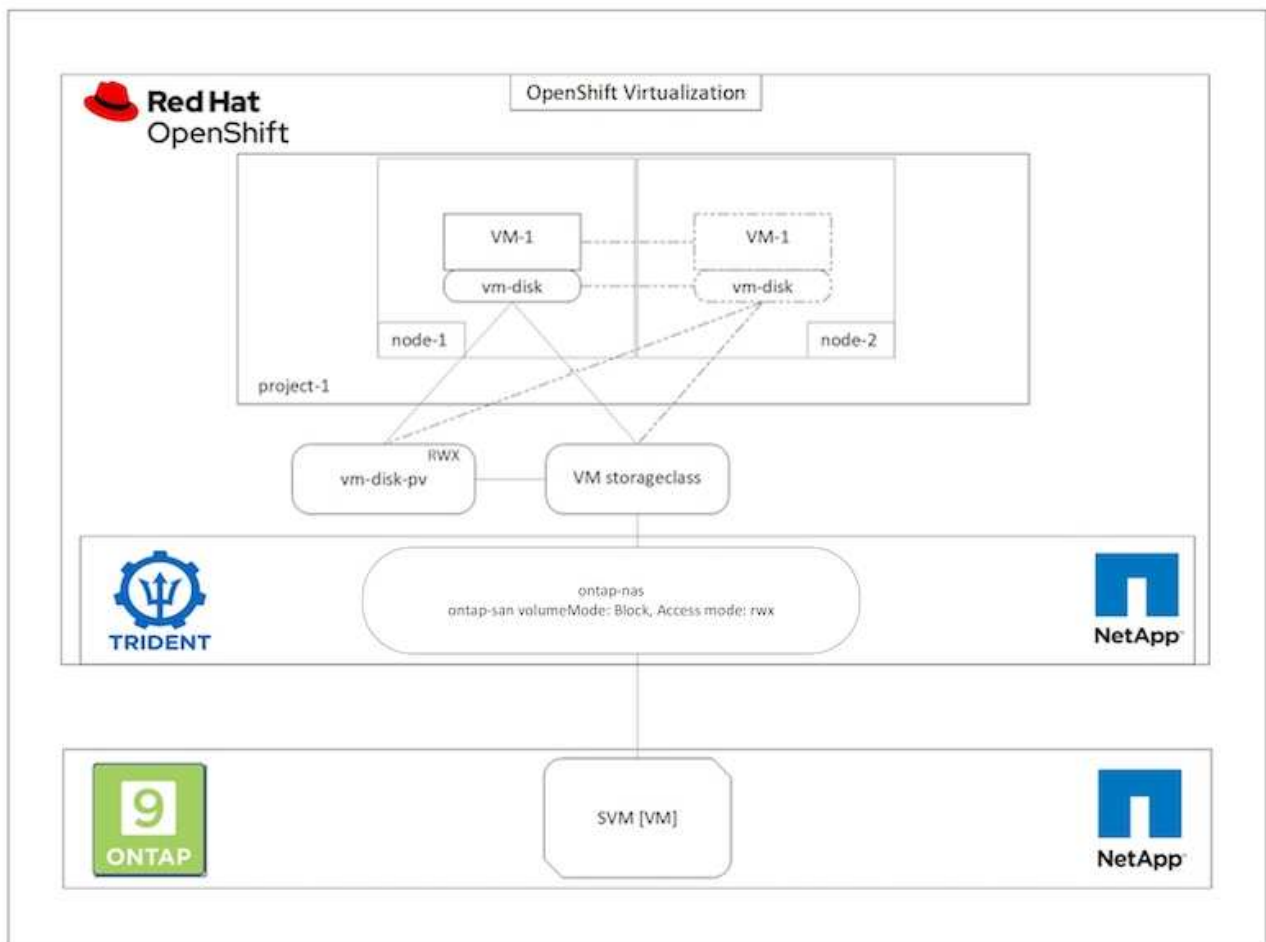 Red Hat
OpenShift
OpenShift Virtualization
VM-1
VM-1
vm-disk
vm-disk
node-1
node-2
project-1
RWX
vm-disk-pv
VM storageclass
TRIDENT
ontap-nas
ontap-san volumeMode: Block, Access mode: rwx
NetApp
9
ONTAP
SVM [VM]
NetApp